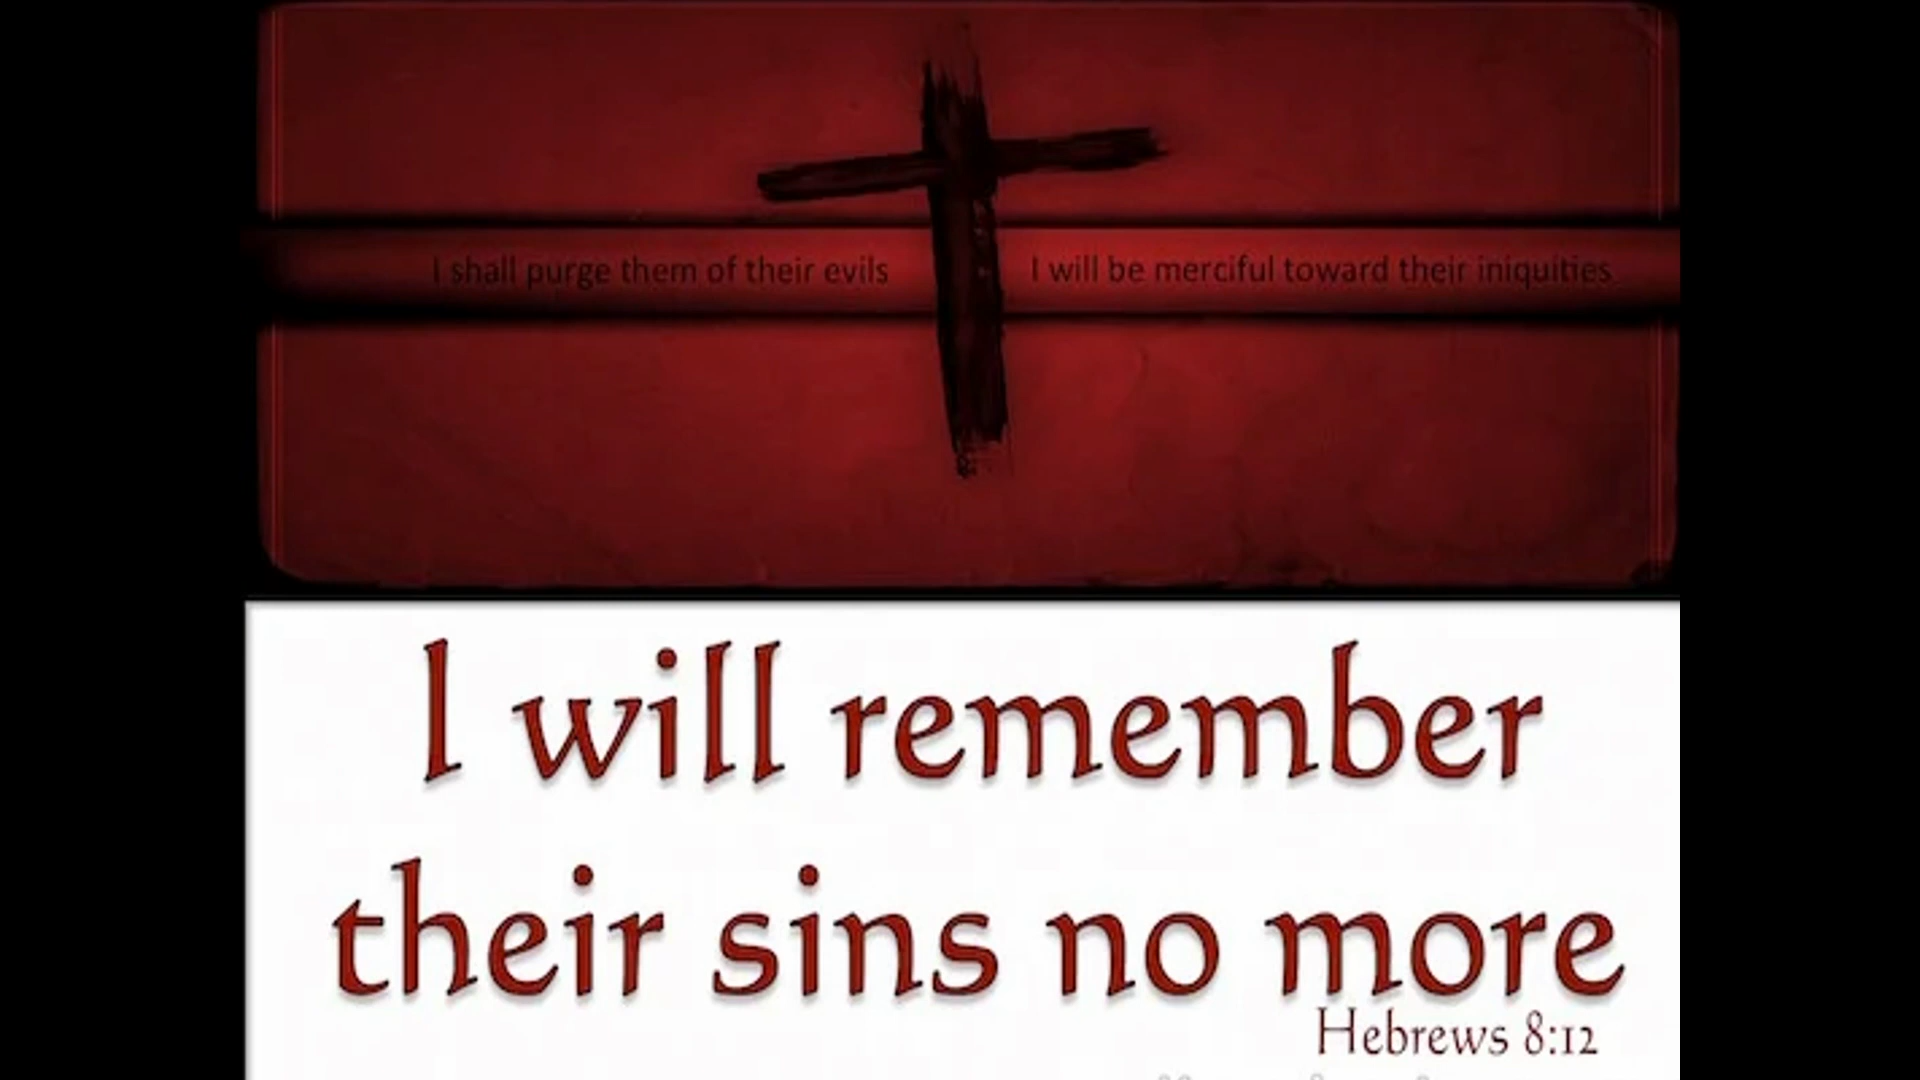 I shall purge them of their evils I will be merciful toward their iniquities
I will remember
their sins no more
Hebrews 8:12